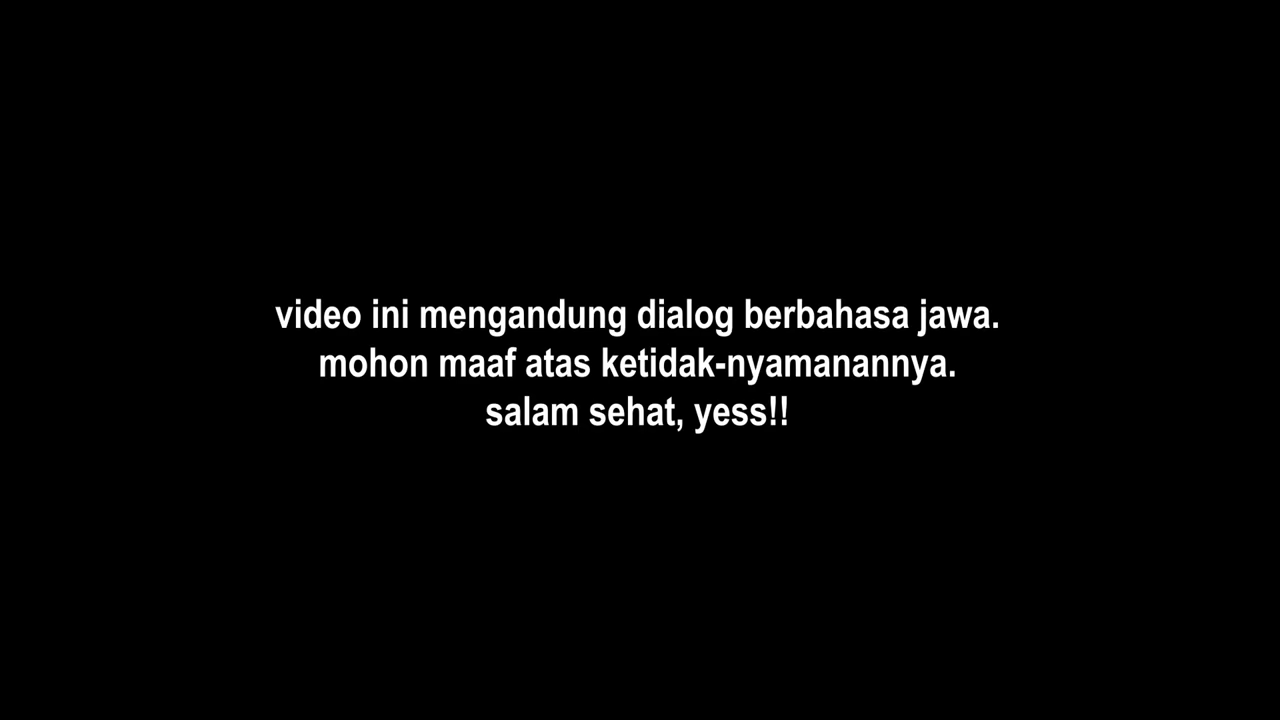 video ini mengandung dialog berbahasa jawa.
mohon maaf atas ketidak-nyamanannya.
salam sehat, yess!!